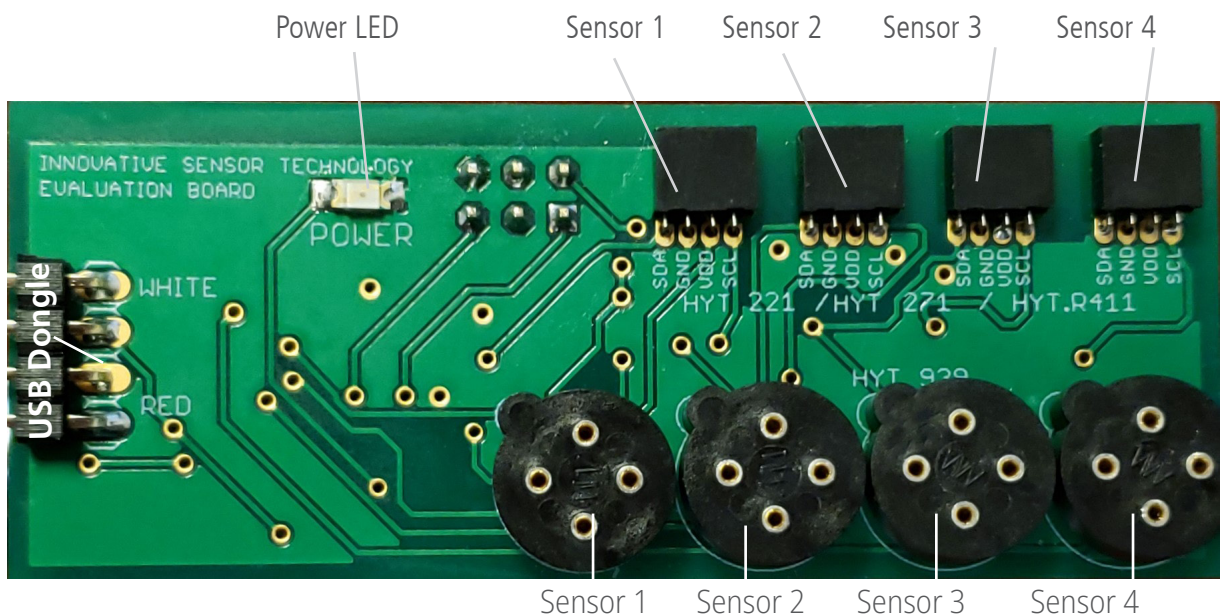 Power LED
Sensor 1
Sensor 2
Sensor 3
Sensor 4
INNOVATIVE SENSOR TECHNOLOGY
EVALUATION BOARD
POWER
SDA
GND
VDD
SCL
SDA
GND
VDD
SCL
SDA
GND
VDD
SCL
SDA
GND
VDD
SCL
HYT.221 / HYT 271 / HYT.R411
WHITE
USB Dongle
RED
HYT 939
Sensor 1
Sensor 2
Sensor 3
Sensor 4